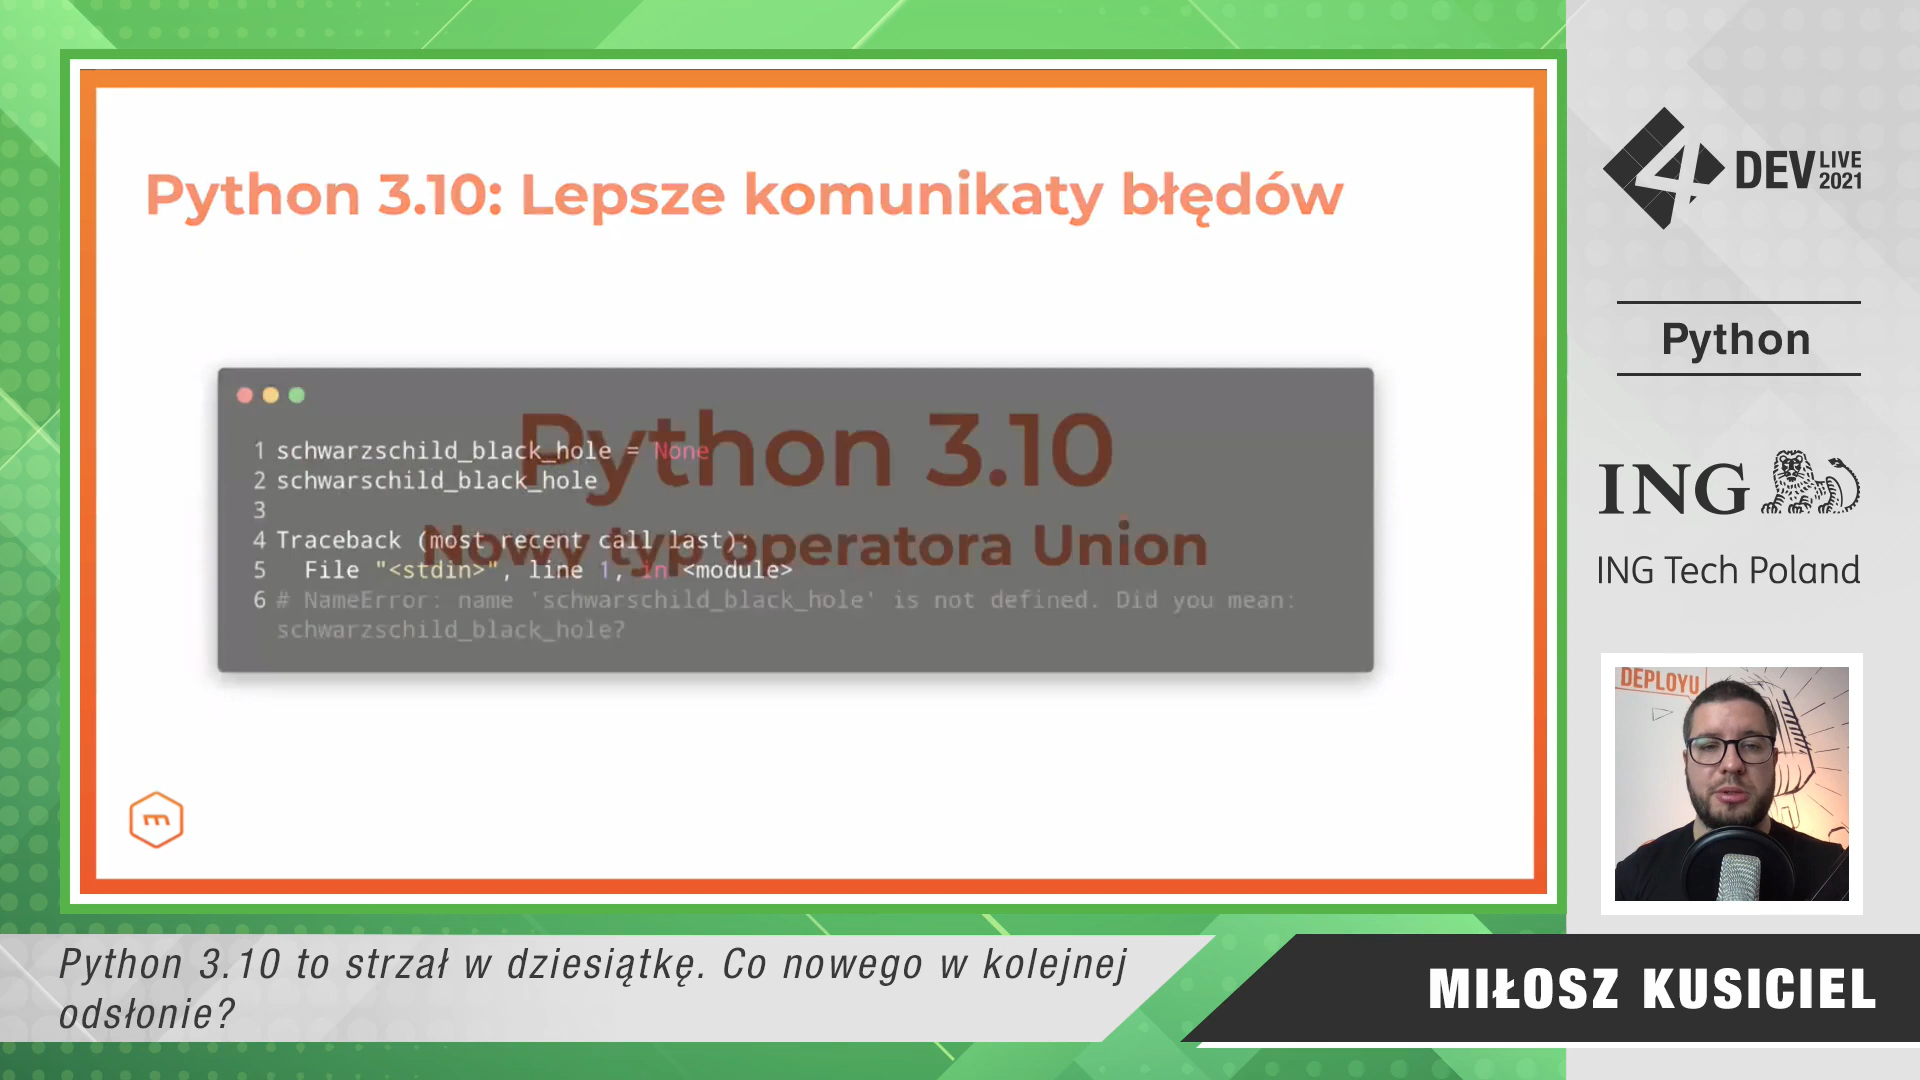 Python 3.10: Lepsze komunikaty błędów
Python 3.10
Nowy typ operatora Union
1 schwarzschild_black_hole = None
2 schwarschild_black_hole
3
4 Traceback (most recent call last):
5 File "<stdin>", line 1, in <module>
6 # NameError: name 'schwarschild_black_hole' is not defined. Did you mean:
schwarzschild_black_hole?
m
4DEV LIVE 2021
Python
ING
ING Tech Poland
DEPLOYU
Python 3.10 to strzał w dziesiątkę. Co nowego w kolejnej
odsłonie?
MIŁOSZ KUSICIEL